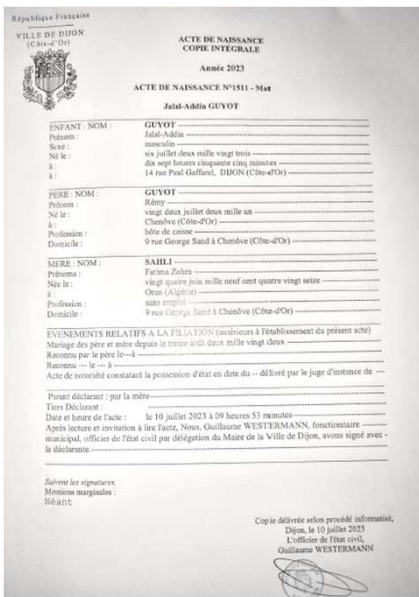 République Française
VILLE DE DIJON
(Côte-d'Or)
ACTE DE NAISSANCE
COPIE INTÉGRALE
Année 2023
ACTE DE NAISSANCE N°1511 - Mat
Jalal-Addin GUYOT
ENFANT : NOM : GUYOT
Prénom : Jalal-Addin
Sexe : masculin
Né le : six juillet deux mille vingt trois
à : dix sept heures cinquante cinq minutes
à : 14 rue Paul Gaffarel, DIJON (Côte-d'Or)
PERE : NOM : GUYOT
Prénom : Rémy
Né le : vingt deux juillet deux mille un
à : Chenôve (Côte-d'Or)
Profession : hôte de caisse
Domicile : 9 rue George Sand à Chenôve (Côte-d'Or)
MERE : NOM : SAHLI
Prénoms : Fatima Zohra
Née le : vingt quatre juin mille neuf cent quatre vingt seize
à : Oran (Algérie)
Profession : sans emploi
Domicile : 9 rue George Sand à Chenôve (Côte-d'Or)
EVENEMENTS RELATIFS A LA FILIATION (antérieurs à l'établissement du présent acte)
Mariage des père et mère depuis le treize août deux mille vingt deux
Reconnu par le père le---à
Reconnu --- le --- à
Acte de notoriété constatant la possession d'état en date du -- délivré par le juge d'instance de ---
Parent déclarant : par la mère
Tiers Déclarant :
Date et heure de l'acte : le 10 juillet 2023 à 09 heures 53 minutes
Après lecture et invitation à lire l'acte, Nous, Guillaume WESTERMANN, fonctionnaire
municipal, officier de l'état civil par délégation du Maire de la Ville de Dijon, avons signé avec -
la déclarante.
Suivent les signatures
Mentions marginales :
Néant
Copie délivrée selon procédé informatisé,
Dijon, le 10 juillet 2023
L'officier de l'état civil,
Guillaume WESTERMANN